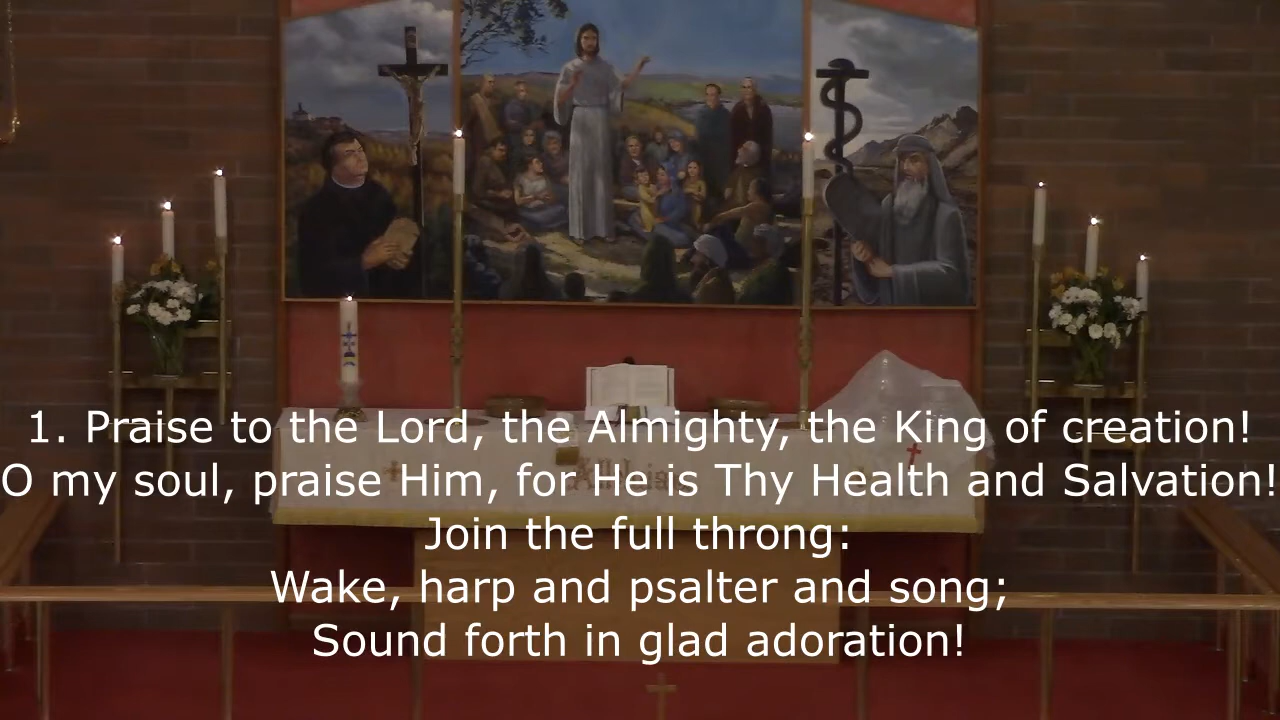 1. Praise to the Lord, the Almighty, the King of creation!
O my soul, praise Him, for He is Thy Health and Salvation!
Join the full throng:
Wake, harp and psalter and song;
Sound forth in glad adoration!